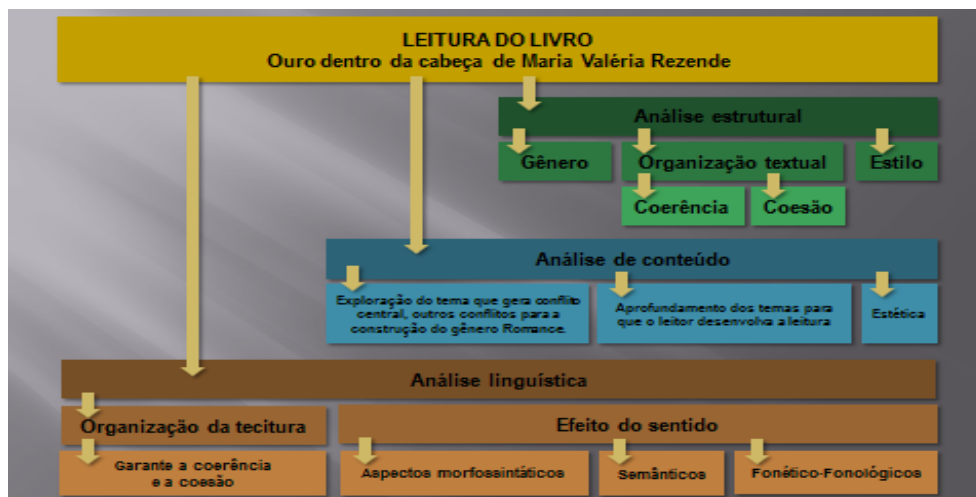 LEITURA DO LIVRO
Ouro dentro da cabeça de Maria Valéria Rezende
Análise estrutural
Gênero
Organização textual
Estilo
Coerência
Coesão
Análise de conteúdo
Exploração do tema que gera conflito
central, outros conflitos para a
construção do gênero Romance.
Aprofundamento dos temas para
que o leitor desenvolva a leitura
Estética
Análise linguística
Organização da tecitura
Efeito do sentido
Garante a coerência
e a coesão
Aspectos morfossintáticos
Semânticos
Fonético-Fonológicos